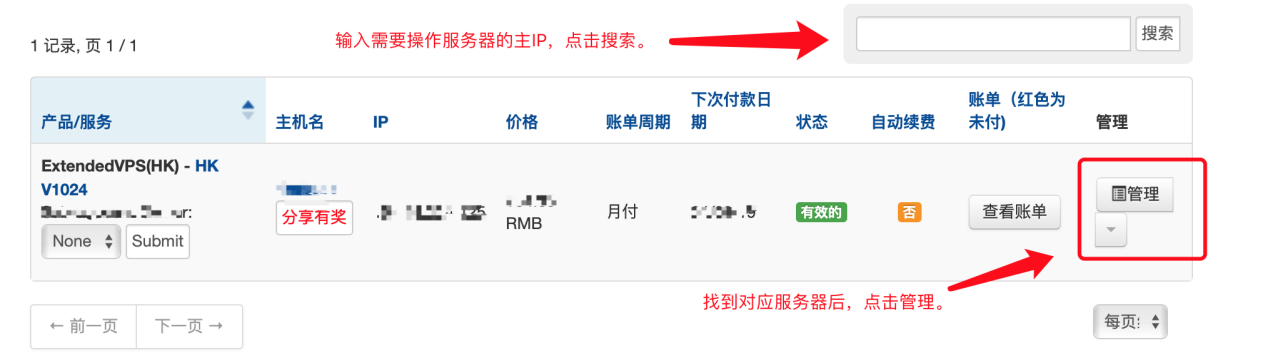 1 记录, 页 1 / 1
输入需要操作服务器的主IP，点击搜索。
搜索
产品/服务
主机名
IP
价格
账单周期
下次付款日
期
状态
自动续费
账单（红色为
未付)
管理
ExtendedVPS(HK) - HK
V1024
None
Submit
分享有奖
RMB
月付
有效的
否
查看账单
管理
找到对应服务器后，点击管理。
← 前一页
下一页 →
每页: